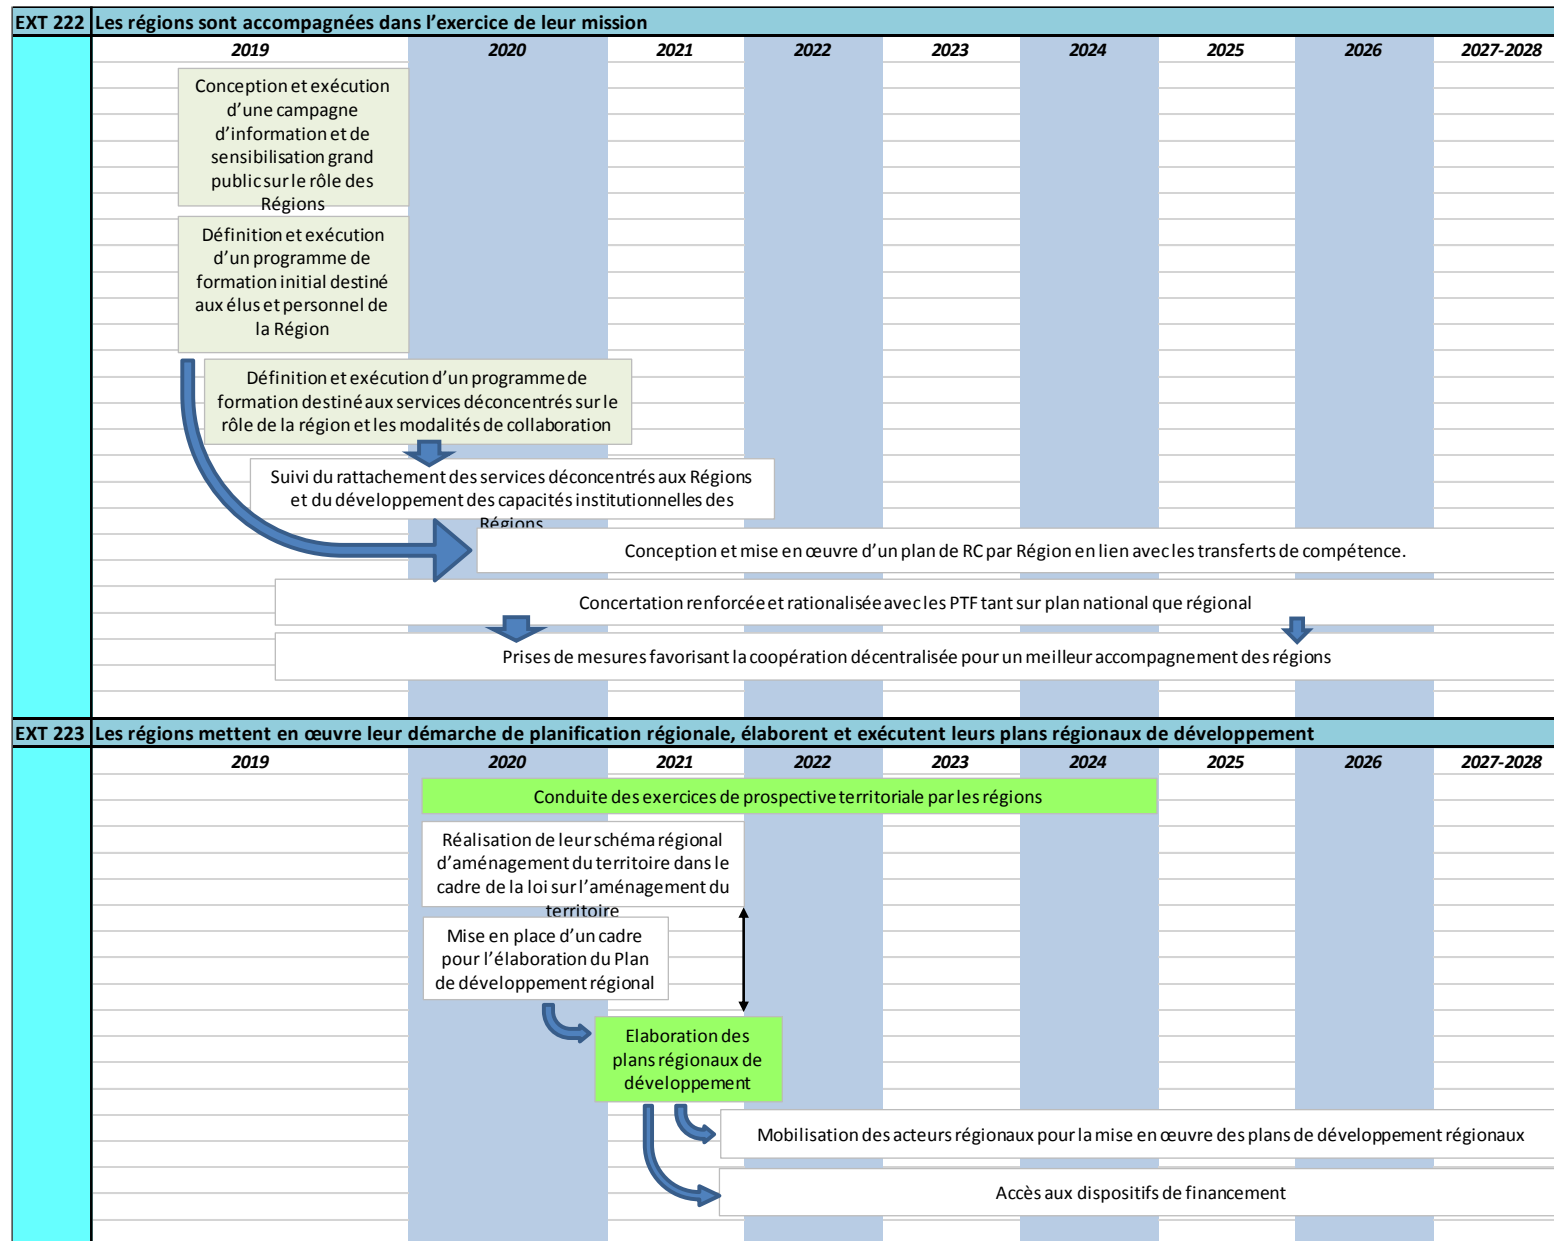 EXT 222 Les régions sont accompagnées dans l’exercice de leur mission
2019 2020 2021 2022 2023 2024 2025 2026 2027-2028
Conception et exécution
d’une campagne
d’information et de
sensibilisation grand
public sur le rôle des
Régions
Définition et exécution
d’un programme de
formation initial destiné
aux élus et personnel de
la Région
Définition et exécution d’un programme de
formation destiné aux services déconcentrés sur le
rôle de la région et les modalités de collaboration
Suivi du rattachement des services déconcentrés aux Régions
et du développement des capacités institutionnelles des
Régions
Conception et mise en œuvre d’un plan de RC par Région en lien avec les transferts de compétence.
Concertation renforcée et rationalisée avec les PTF tant sur plan national que régional
Prises de mesures favorisant la coopération décentralisée pour un meilleur accompagnement des régions
EXT 223 Les régions mettent en œuvre leur démarche de planification régionale, élaborent et exécutent leurs plans régionaux de développement
2019 2020 2021 2022 2023 2024 2025 2026 2027-2028
Conduite des exercices de prospective territoriale par les régions
Réalisation de leur schéma régional
d’aménagement du territoire dans le
cadre de la loi sur l’aménagement du
territoire
Mise en place d’un cadre
pour l’élaboration du Plan
de développement régional
Elaboration des
plans régionaux de
développement
Mobilisation des acteurs régionaux pour la mise en œuvre des plans de développement régionaux
Accès aux dispositifs de financement